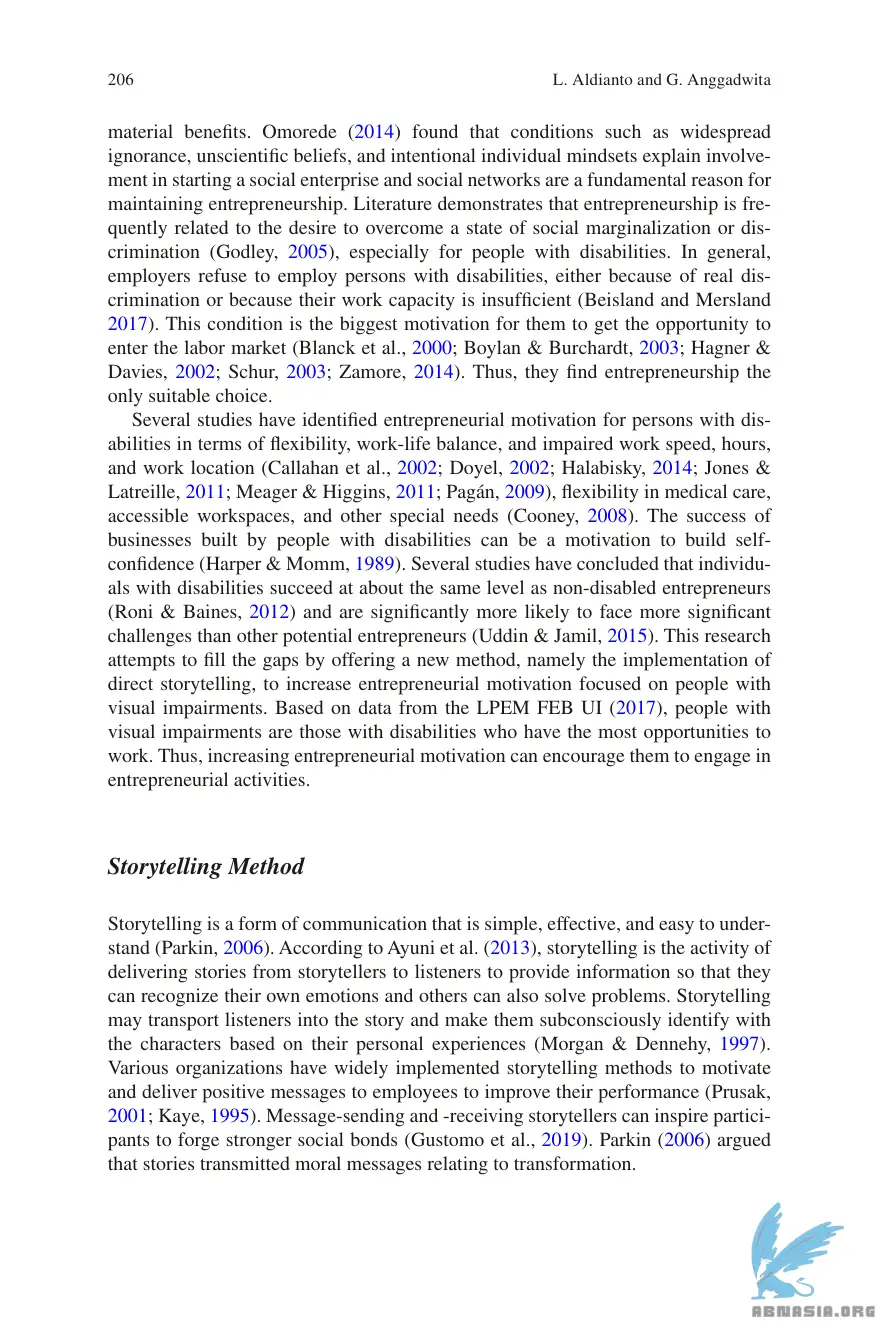 206 L. Aldianto and G. Anggadwita
material benefits. Omorede (2014) found that conditions such as widespread
ignorance, unscientific beliefs, and intentional individual mindsets explain involve-
ment in starting a social enterprise and social networks are a fundamental reason for
maintaining entrepreneurship. Literature demonstrates that entrepreneurship is fre-
quently related to the desire to overcome a state of social marginalization or dis-
crimination (Godley, 2005), especially for people with disabilities. In general,
employers refuse to employ persons with disabilities, either because of real dis-
crimination or because their work capacity is insufficient (Beisland and Mersland
2017). This condition is the biggest motivation for them to get the opportunity to
enter the labor market (Blanck et al., 2000; Boylan & Burchardt, 2003; Hagner &
Davies, 2002; Schur, 2003; Zamore, 2014). Thus, they find entrepreneurship the
only suitable choice.
Several studies have identified entrepreneurial motivation for persons with dis-
abilities in terms of flexibility, work-life balance, and impaired work speed, hours,
and work location (Callahan et al., 2002; Doyel, 2002; Halabisky, 2014; Jones &
Latreille, 2011; Meager & Higgins, 2011; Pagán, 2009), flexibility in medical care,
accessible workspaces, and other special needs (Cooney, 2008). The success of
businesses built by people with disabilities can be a motivation to build self-
confidence (Harper & Momm, 1989). Several studies have concluded that individu-
als with disabilities succeed at about the same level as non-disabled entrepreneurs
(Roni & Baines, 2012) and are significantly more likely to face more significant
challenges than other potential entrepreneurs (Uddin & Jamil, 2015). This research
attempts to fill the gaps by offering a new method, namely the implementation of
direct storytelling, to increase entrepreneurial motivation focused on people with
visual impairments. Based on data from the LPEM FEB UI (2017), people with
visual impairments are those with disabilities who have the most opportunities to
work. Thus, increasing entrepreneurial motivation can encourage them to engage in
entrepreneurial activities.
Storytelling Method
Storytelling is a form of communication that is simple, effective, and easy to under-
stand (Parkin, 2006). According to Ayuni et al. (2013), storytelling is the activity of
delivering stories from storytellers to listeners to provide information so that they
can recognize their own emotions and others can also solve problems. Storytelling
may transport listeners into the story and make them subconsciously identify with
the characters based on their personal experiences (Morgan & Dennehy, 1997).
Various organizations have widely implemented storytelling methods to motivate
and deliver positive messages to employees to improve their performance (Prusak,
2001; Kaye, 1995). Message-sending and -receiving storytellers can inspire partici-
pants to forge stronger social bonds (Gustomo et al., 2019). Parkin (2006) argued
that stories transmitted moral messages relating to transformation.
ABNASIA.ORG